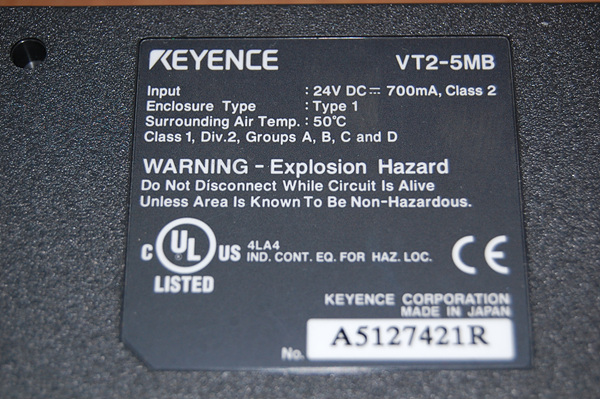 KEYENCE VT2-5MB
Input : 24V DC⎓ 700mA, Class 2
Enclosure Type : Type 1
Surrounding Air Temp. : 50°C
Class 1, Div.2, Groups A, B, C and D
WARNING - Explosion Hazard
Do Not Disconnect While Circuit Is Alive
Unless Area Is Known To Be Non-Hazardous.
C UL US
LISTED
4LA4
IND. CONT. EQ. FOR HAZ. LOC.
CE
KEYENCE CORPORATION
MADE IN JAPAN
No. A5127421R